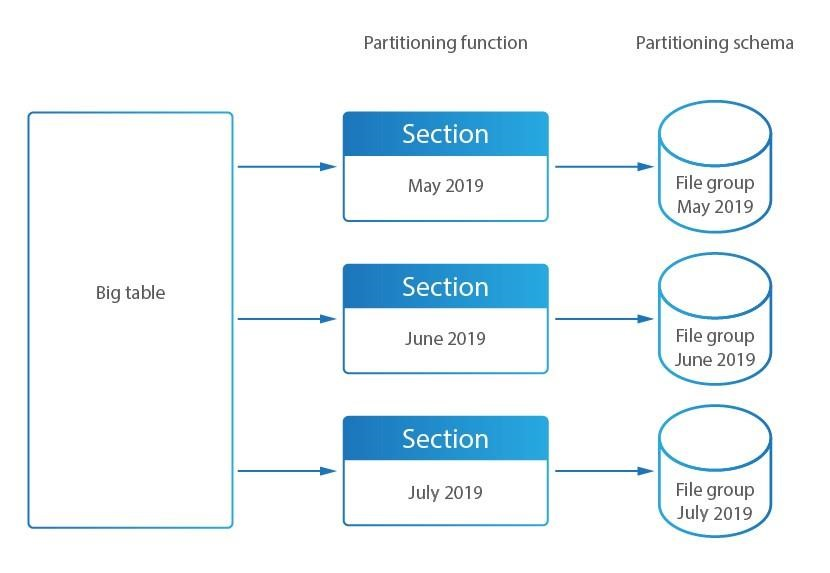 Partitioning function
Partitioning schema
Big table
Section
May 2019
File group
May 2019
Section
June 2019
File group
June 2019
Section
July 2019
File group
July 2019